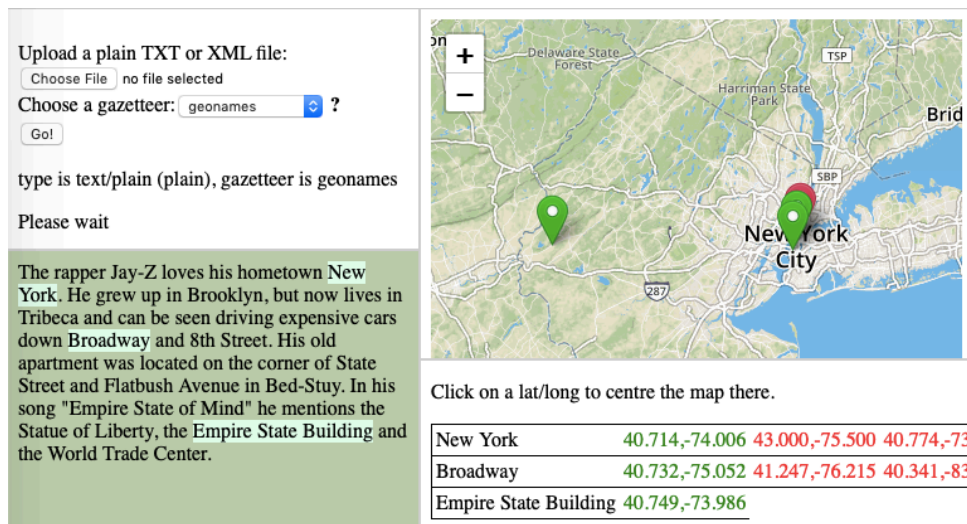 Upload a plain TXT or XML file:
Choose File no file selected
Choose a gazetteer: geonames ?
Go!
type is text/plain (plain), gazetteer is geonames
Please wait
The rapper Jay-Z loves his hometown New
York. He grew up in Brooklyn, but now lives in
Tribeca and can be seen driving expensive cars
down Broadway and 8th Street. His old
apartment was located on the corner of State
Street and Flatbush Avenue in Bed-Stuy. In his
song "Empire State of Mind" he mentions the
Statue of Liberty, the Empire State Building and
the World Trade Center.
+
−
Delaware State
Forest
TSP
Harriman State
Park
Brid
SBP
New York
City
287
Click on a lat/long to centre the map there.
New York 40.714,-74.006 43.000,-75.500 40.774,-73
Broadway 40.732,-75.052 41.247,-76.215 40.341,-83
Empire State Building 40.749,-73.986